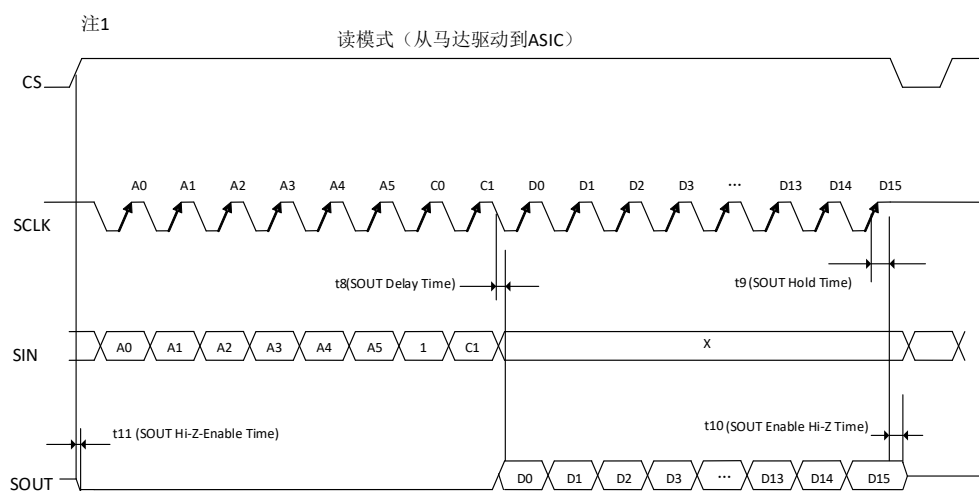 注1
读模式（从马达驱动到ASIC）
CS
A0 A1 A2 A3 A4 A5 C0 C1 D0 D1 D2 D3 ··· D13 D14 D15
SCLK
t8(SOUT Delay Time)
t9(SOUT Hold Time)
SIN
A0 A1 A2 A3 A4 A5 1 C1 X
t11 (SOUT Hi-Z-Enable Time)
t10(SOUT Enable Hi-Z Time)
SOUT
D0 D1 D2 D3 ··· D13 D14 D15